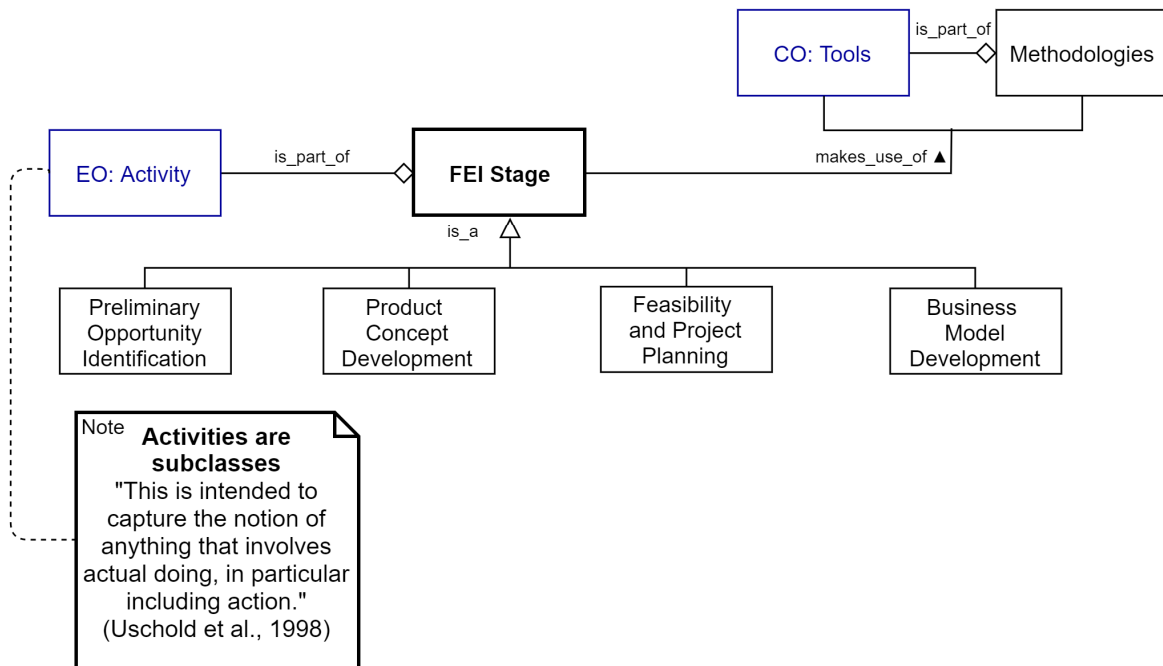 CO: Tools
is_part_of
Methodologies
EO: Activity
is_part_of
FEI Stage
makes_use_of ▲
is_a
Preliminary
Opportunity
Identification
Product
Concept
Development
Feasibility
and Project
Planning
Business
Model
Development
Note
Activities are
subclasses
"This is intended to
capture the notion of
anything that involves
actual doing, in particular
including action."
(Uschold et al., 1998)